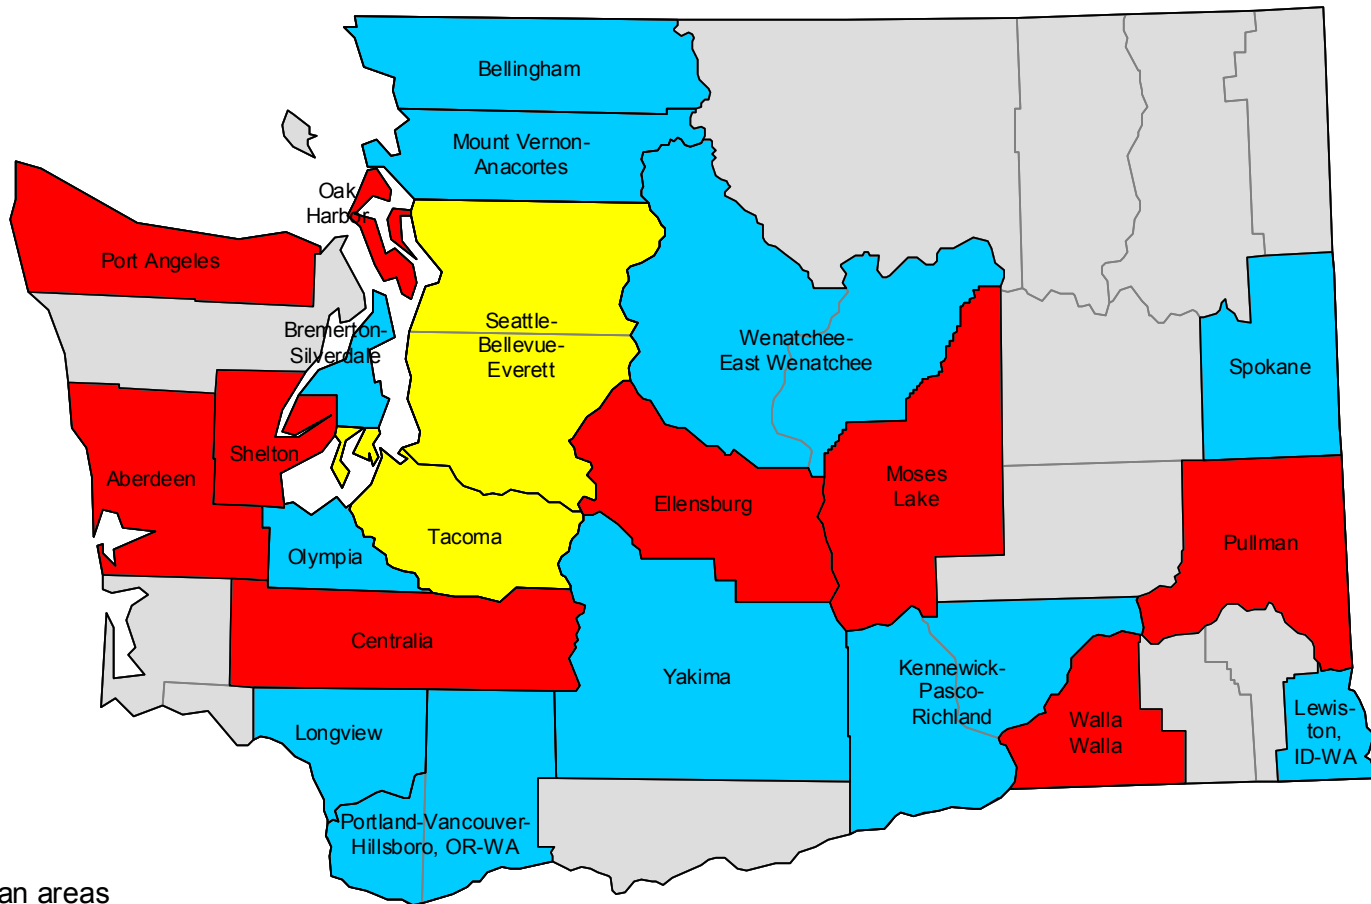 Bellingham
Mount Vernon-
Anacortes
Oak
Harbor
Port Angeles
Bremerton-
Silverdale
Seattle-
Bellevue-
Everett
Wenatchee-
East Wenatchee
Spokane
Shelton
Aberdeen
Moses
Lake
Ellensburg
Tacoma
Olympia
Pullman
Centralia
Yakima
Kennewick-
Pasco-
Richland
Longview
Walla
Walla
Lewis-
ton,
ID-WA
Portland-Vancouver-
Hillsboro, OR-WA
an areas